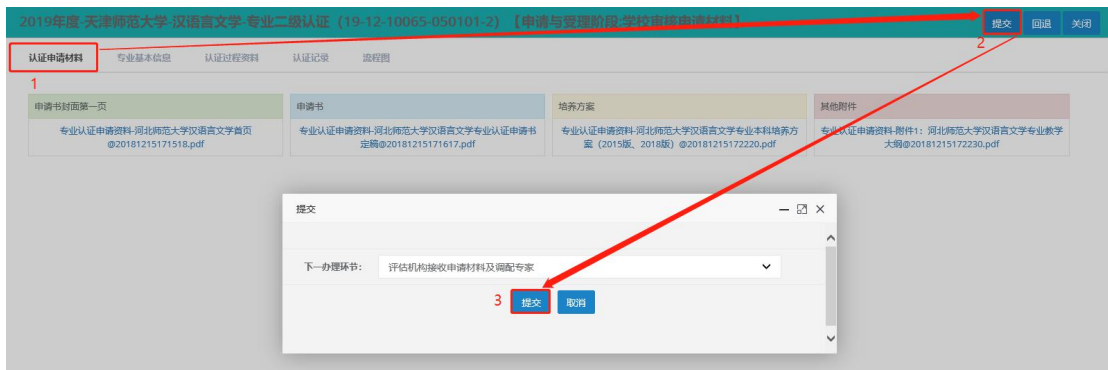 2019年度-天津师范大学-汉语言文学-专业二级认证（19-12-10065-050101-2）【申请与受理阶段:学校审核申请材料】
提交 回退 关闭
2
认证申请材料 专业基本信息 认证过程资料 认证记录 流程图
1
申请书封面第一页 申请书 培养方案 其他附件
专业认证申请资料-河北师范大学汉语言文学首页
@20181215171518.pdf
专业认证申请资料-河北师范大学汉语言文学专业认证申请书
定稿@20181215171617.pdf
专业认证申请资料-河北师范大学汉语言文学专业本科培养方
案（2015版、2018版）@20181215172220.pdf
专业认证申请资料-附件1：河北师范大学汉语言文学专业教学
大纲@20181215172230.pdf
提交
下一办理环节： 评估机构接收申请材料及调配专家
3 提交 取消